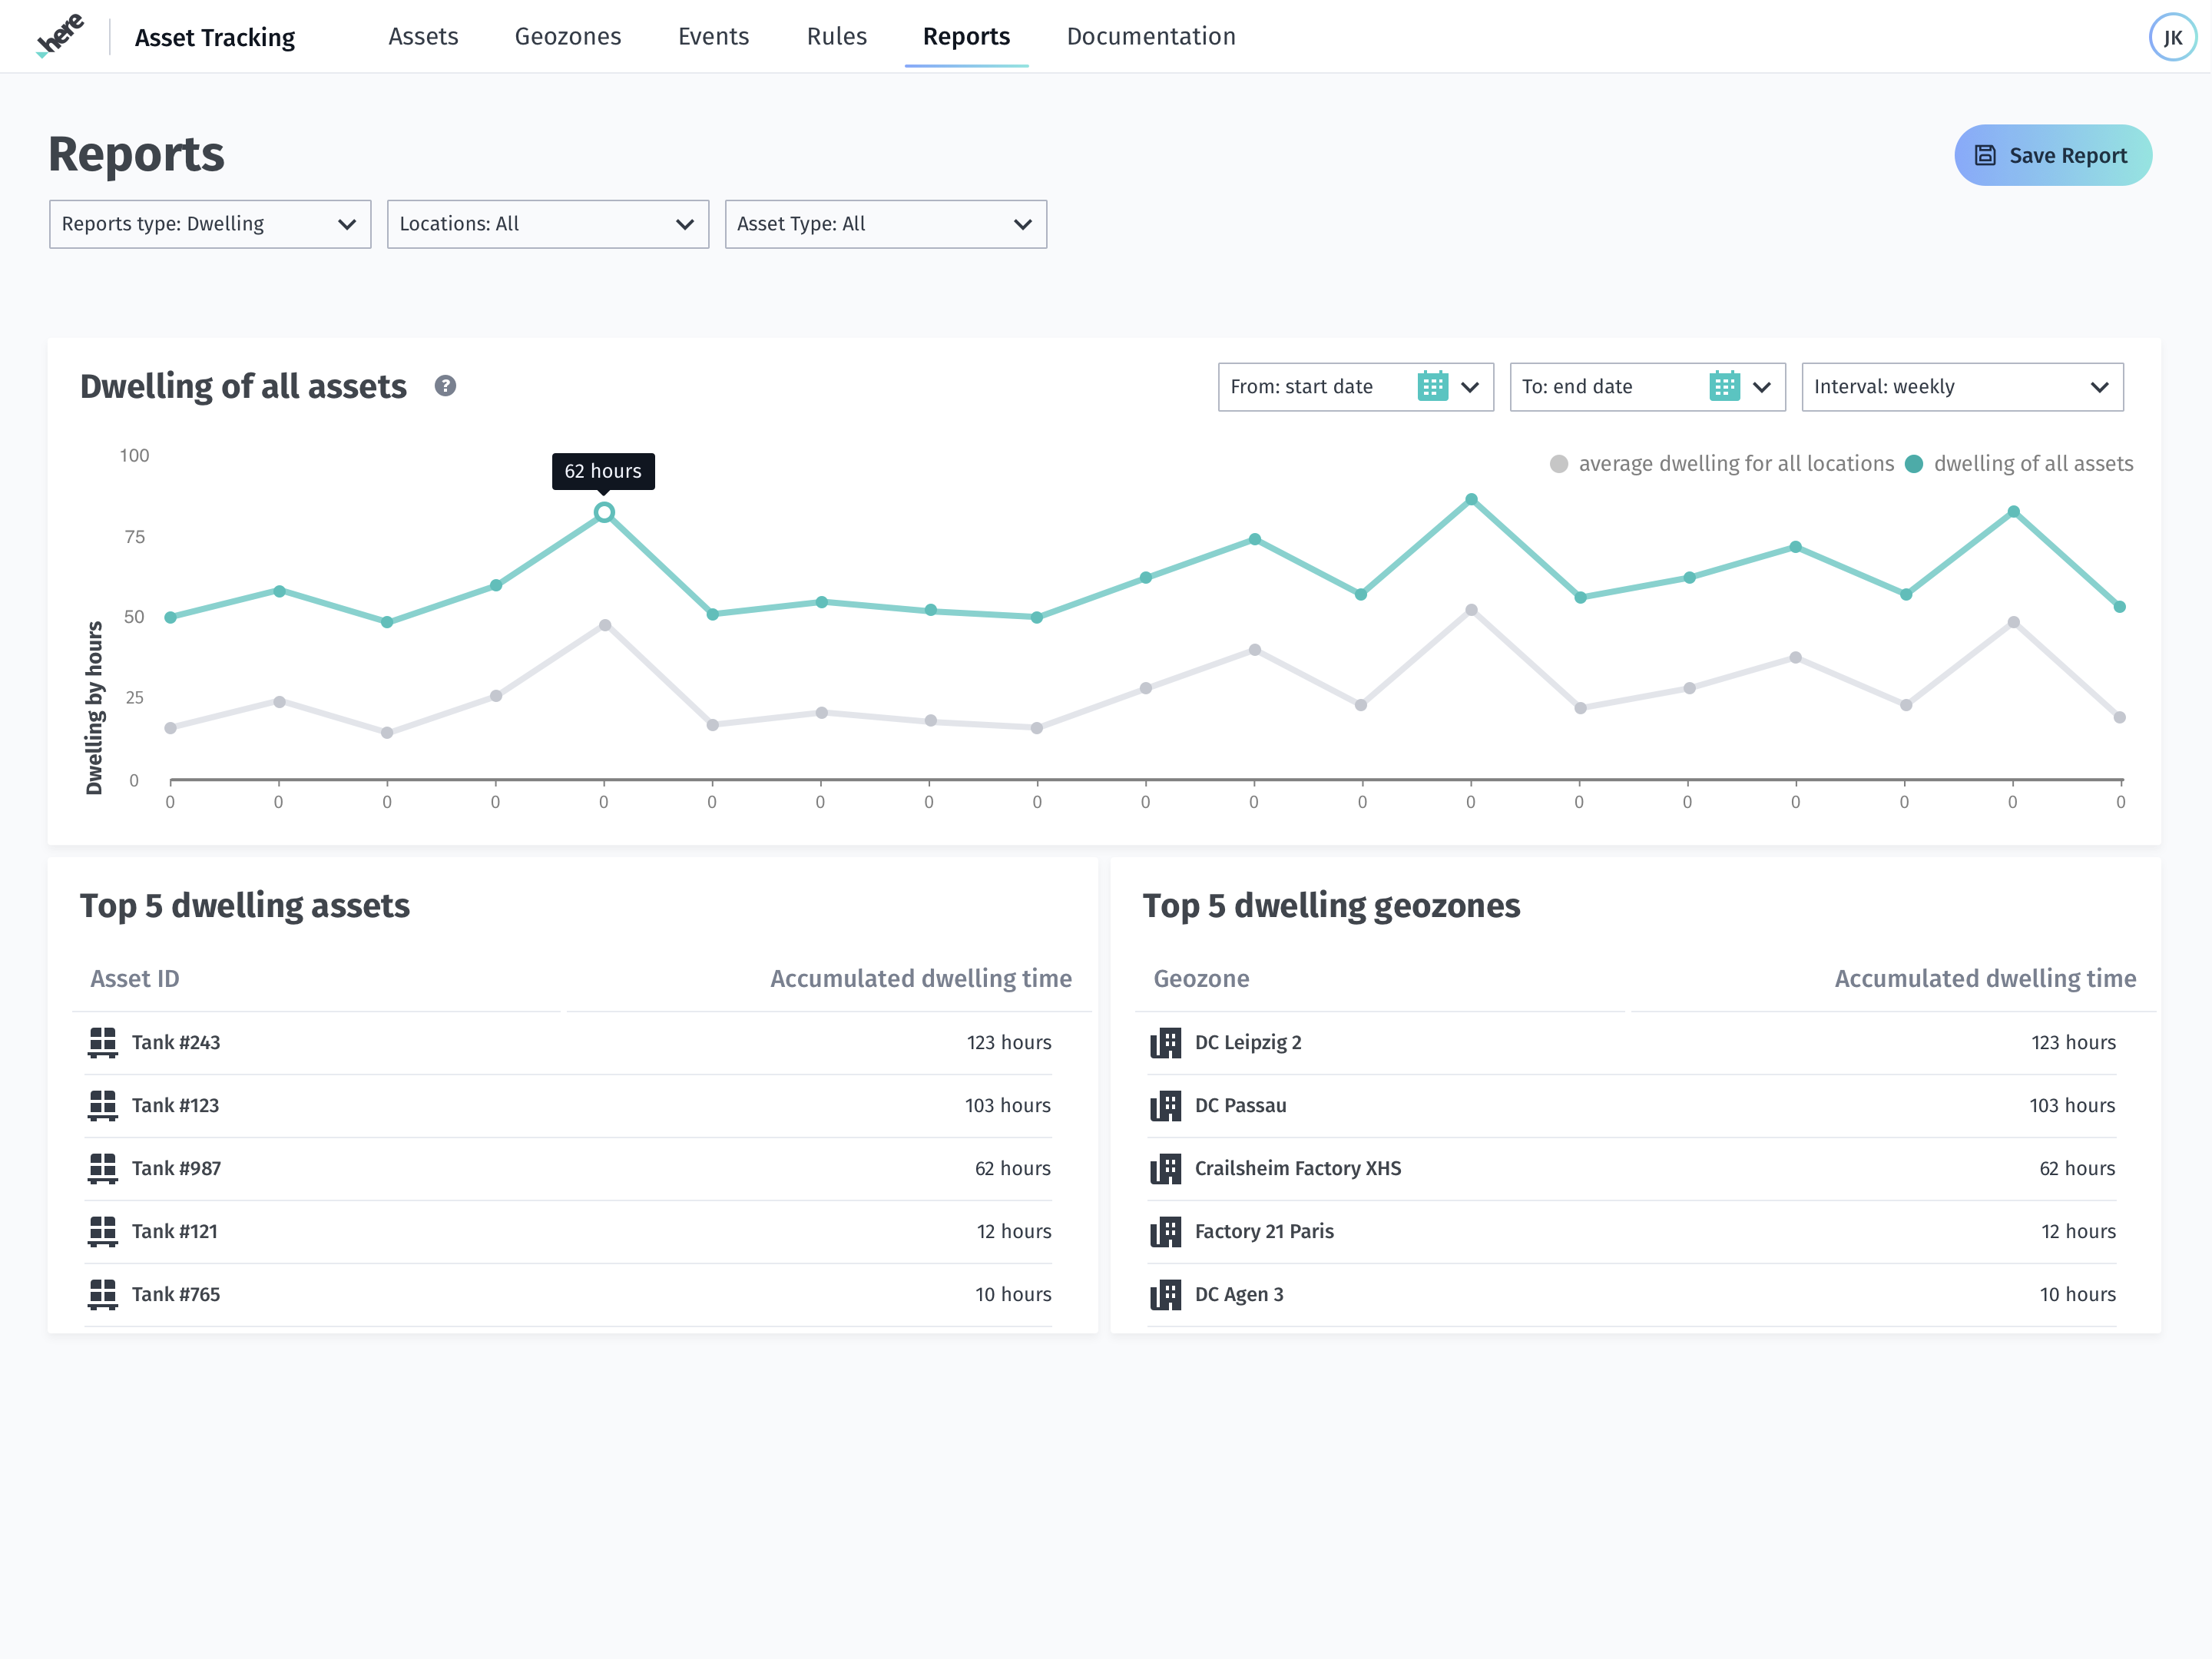 here
Asset Tracking
Assets
Geozones
Events
Rules
Reports
Documentation
JK
Reports
Save Report
Reports type: Dwelling
Locations: All
Asset Type: All
Dwelling of all assets
?
From: start date
To: end date
Interval: weekly
average dwelling for all locations
dwelling of all assets
62 hours
Dwelling by hours
100
75
50
25
0
0 0 0 0 0 0 0 0 0 0 0 0 0 0 0 0 0 0 0
Top 5 dwelling assets
Asset ID Accumulated dwelling time
Tank #243 123 hours
Tank #123 103 hours
Tank #987 62 hours
Tank #121 12 hours
Tank #765 10 hours
Top 5 dwelling geozones
Geozone Accumulated dwelling time
DC Leipzig 2 123 hours
DC Passau 103 hours
Crailsheim Factory XHS 62 hours
Factory 21 Paris 12 hours
DC Agen 3 10 hours